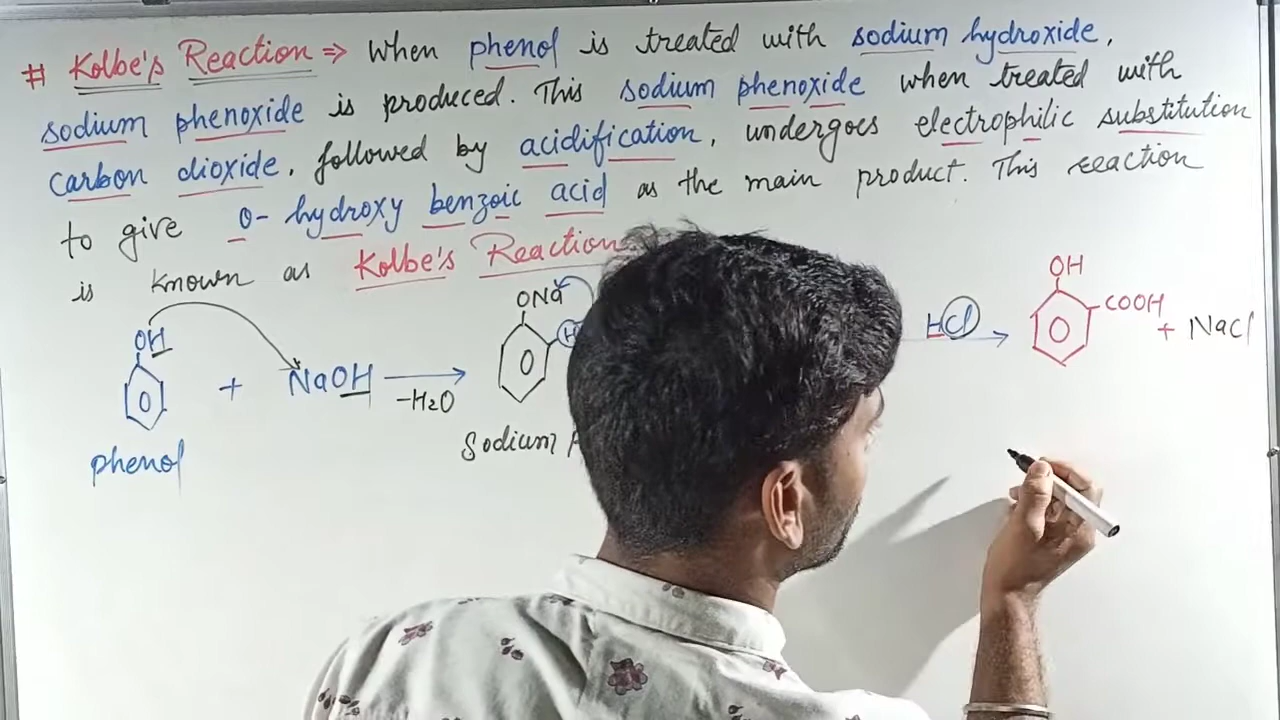 # Kolbe's Reaction ⇒ When phenol is treated with sodium hydroxide,
sodium phenoxide is produced. This sodium phenoxide when treated with
carbon dioxide, followed by acidification, undergoes electrophilic substitution
to give o-hydroxy benzoic acid as the main product. This reaction
is known as Kolbe's Reaction
OH
+ NaOH → -H2O
phenol
ONa
H
Sodium
HCl →
OH
COOH
+ NaCl